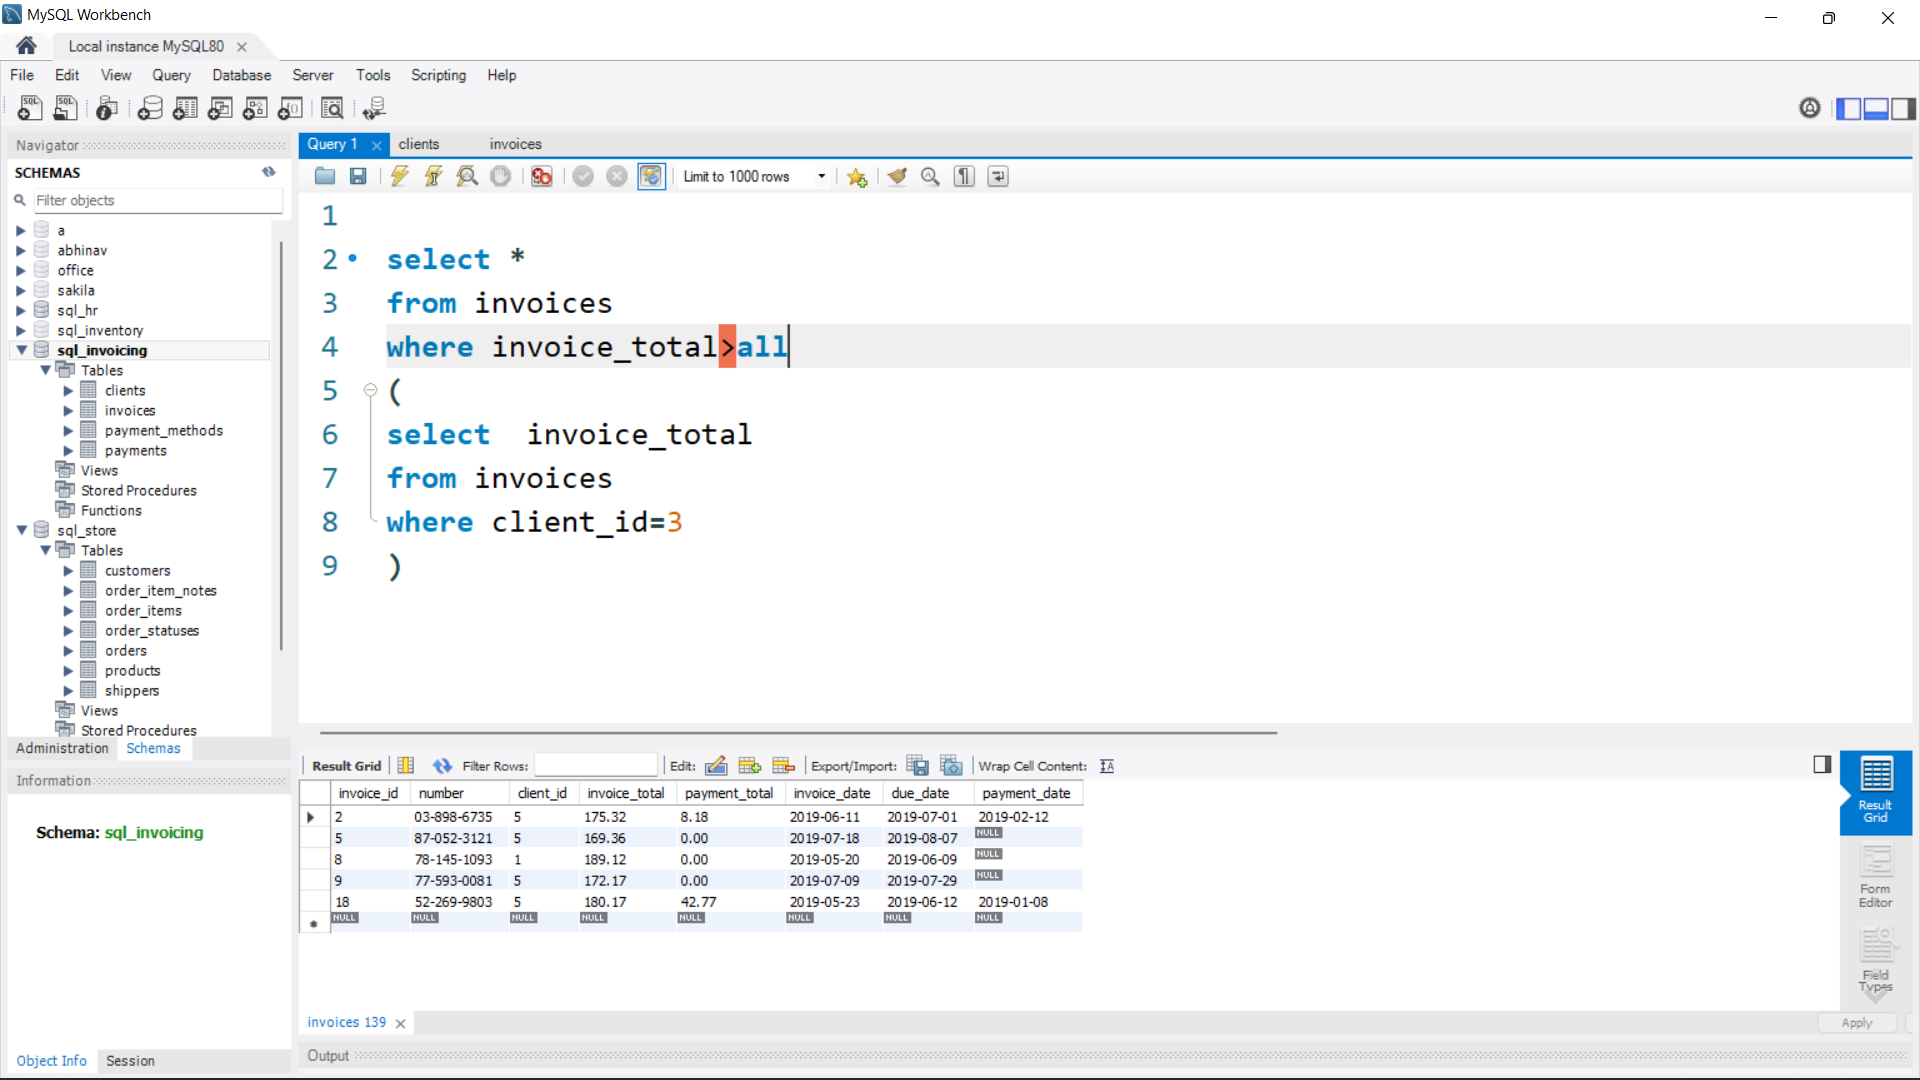 MySQL Workbench
Local instance MySQL80
File Edit View Query Database Server Tools Scripting Help
Navigator
SCHEMAS
Filter objects
a
abhinav
office
sakila
sql_hr
sql_inventory
sql_invoicing
Tables
clients
invoices
payment_methods
payments
Views
Stored Procedures
Functions
sql_store
Tables
customers
order_item_notes
order_items
order_statuses
orders
products
shippers
Views
Stored Procedures
Administration Schemas
Information
Schema: sql_invoicing
Object Info Session
Query 1 clients invoices
Limit to 1000 rows
1
2 select *
3 from invoices
4 where invoice_total>all
5 (
6 select  invoice_total
7 from invoices
8 where client_id=3
9 )
Result Grid Filter Rows: Edit: Export/Import: Wrap Cell Content:
invoice_id number client_id invoice_total payment_total invoice_date due_date payment_date
2 03-898-6735 5 175.32 8.18 2019-06-11 2019-07-01 2019-02-12
5 87-052-3121 5 169.36 0.00 2019-07-18 2019-08-07 NULL
8 78-145-1093 1 189.12 0.00 2019-05-20 2019-06-09 NULL
9 77-593-0081 5 172.17 0.00 2019-07-09 2019-07-29 NULL
18 52-269-9803 5 180.17 42.77 2019-05-23 2019-06-12 2019-01-08
NULL NULL NULL NULL NULL NULL NULL NULL
Result
Grid
Form
Editor
Field
Types
invoices 139
Apply
Output